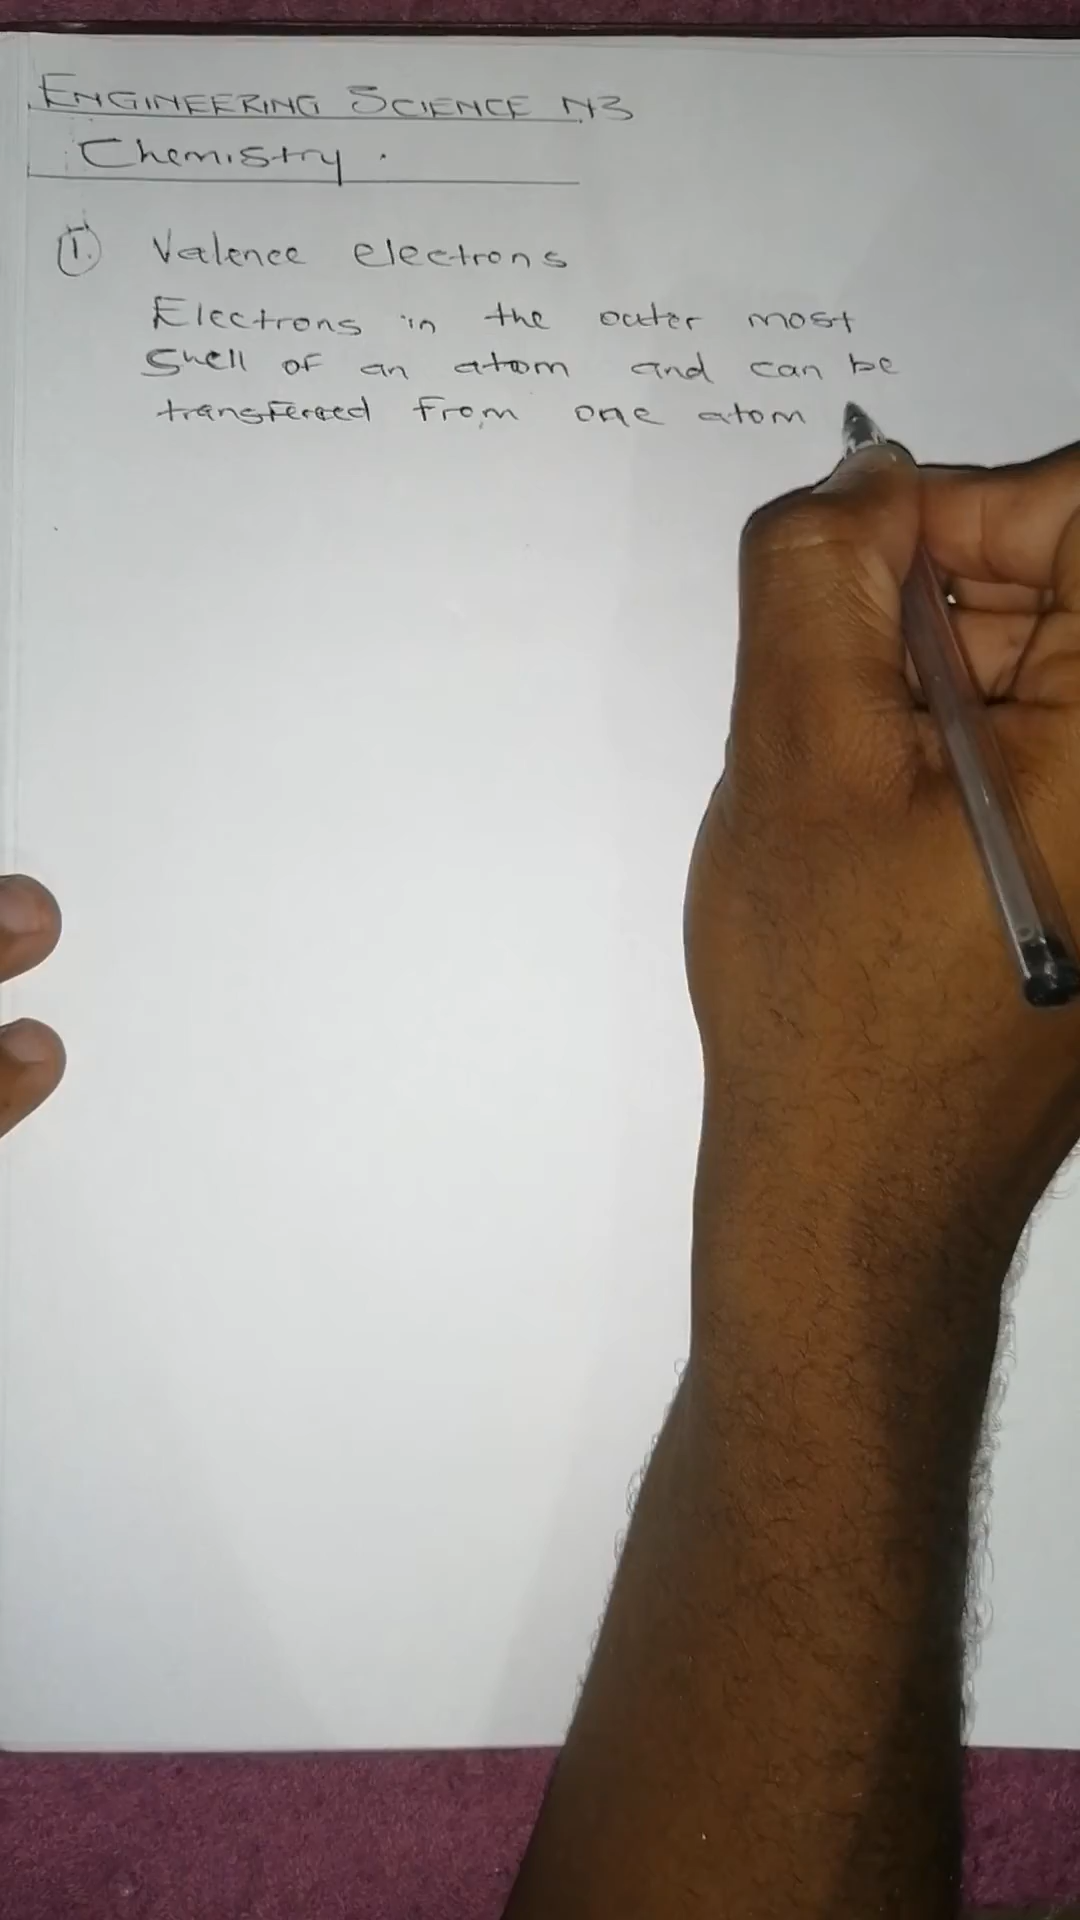 ENGINEERING SCIENCE N3
Chemistry.
1. Valence electrons
Electrons in the outer most
shell of an atom and can be
transfered from one atom